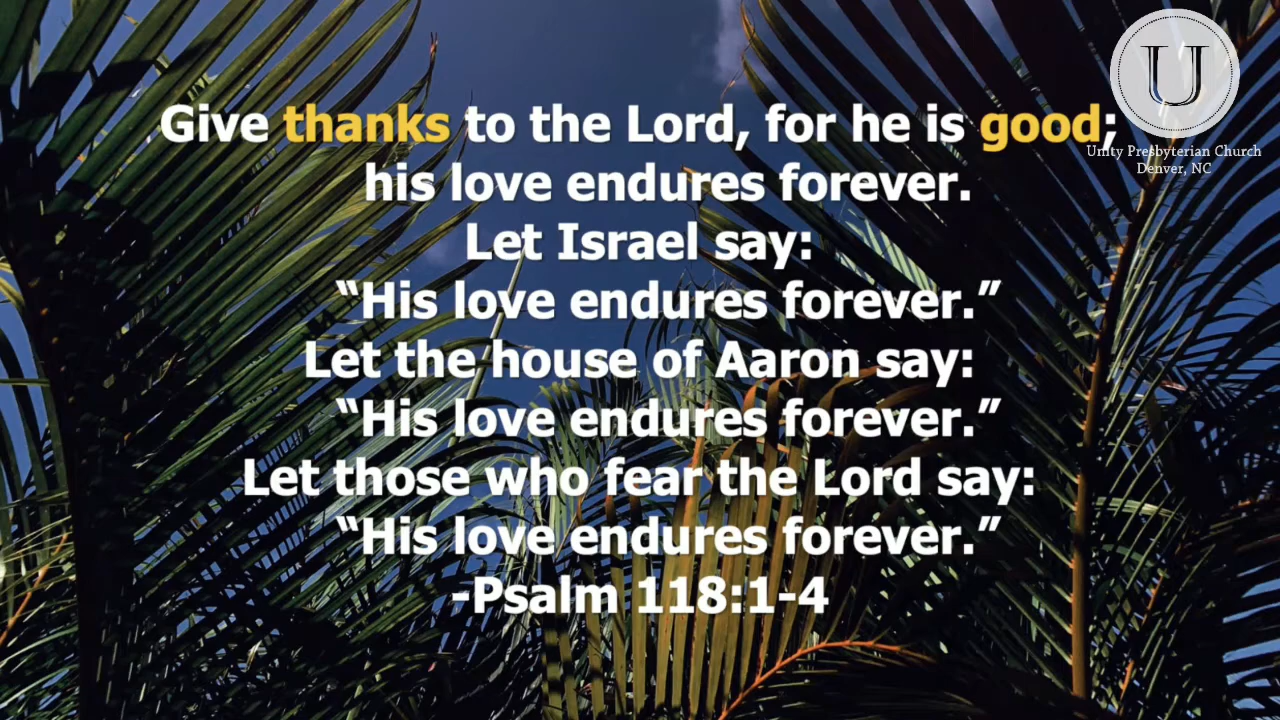 Give thanks to the Lord, for he is good;
his love endures forever.
Let Israel say:
“His love endures forever.”
Let the house of Aaron say:
“His love endures forever.”
Let those who fear the Lord say:
“His love endures forever.”
-Psalm 118:1-4
U
Unity Presbyterian Church
Denver, NC